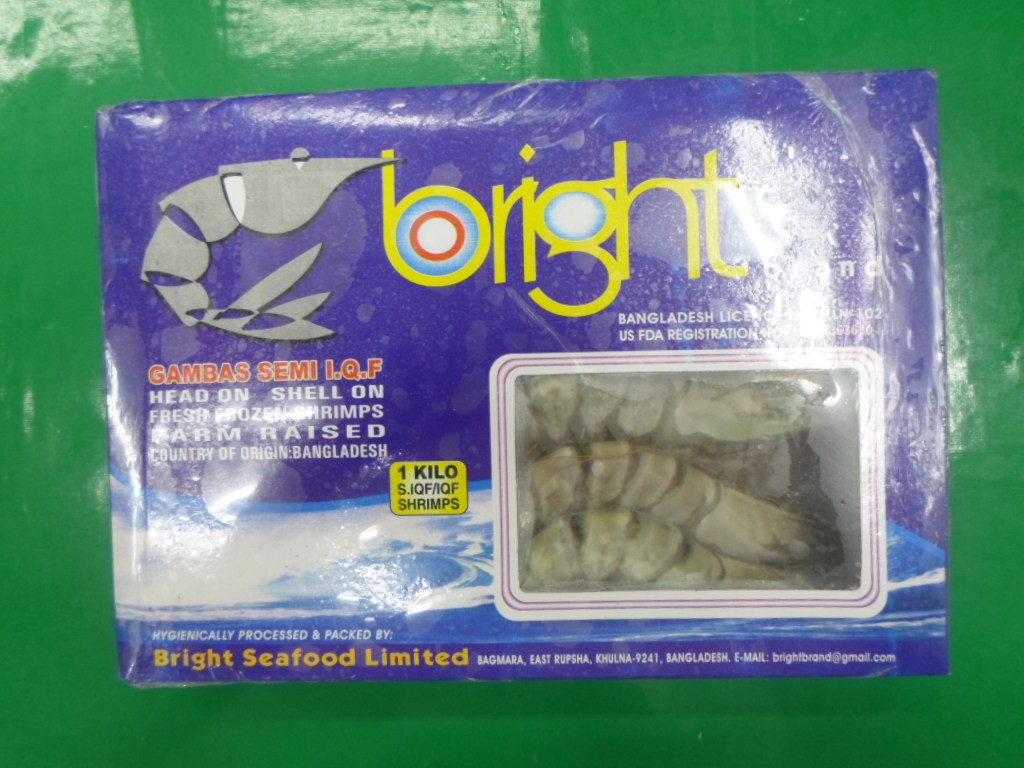 bright
brand
BANGLADESH
US FDA REGISTRATION
GAMBAS SEMI I.Q.F
HEAD ON SHELL ON
FRESH FROZEN SHRIMPS
FARM RAISED
COUNTRY OF ORIGIN:BANGLADESH
1 KILO
S.IQF/IQF
SHRIMPS
HYGIENICALLY PROCESSED & PACKED BY:
Bright Seafood Limited BAGMARA, EAST RUPSHA, KHULNA-9241, BANGLADESH. E-MAIL: brightbrand@gmail.com